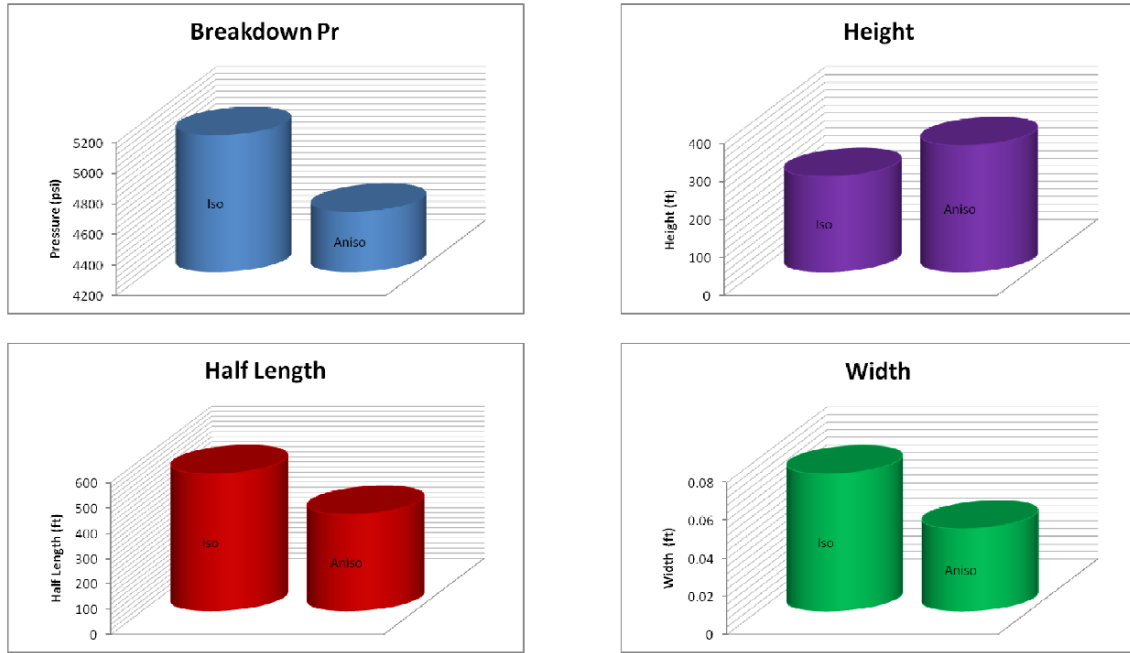 Breakdown Pr
Pressure (psi)
5200
5000
4800
4600
4400
4200
Iso
Aniso
Height
Height (ft)
400
300
200
100
0
Iso
Aniso
Half Length
Half Length (ft)
600
500
400
300
200
100
0
Iso
Aniso
Width
Width (ft)
0.08
0.06
0.04
0.02
0
Iso
Aniso